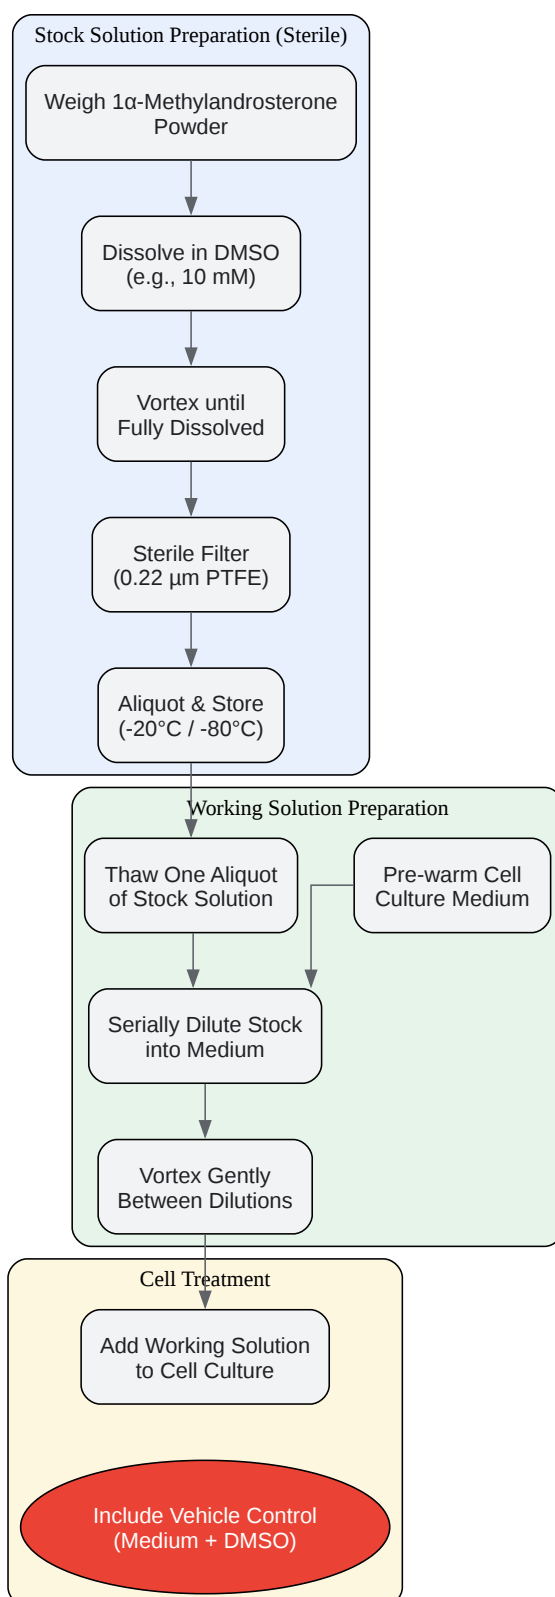 Stock Solution Preparation (Sterile)
Weigh 1α-Methylandrosterone
Powder
Dissolve in DMSO
(e.g., 10 mM)
Vortex until
Fully Dissolved
Sterile Filter
(0.22 µm PTFE)
Aliquot & Store
(-20°C / -80°C)
Working Solution Preparation
Thaw One Aliquot
of Stock Solution
Pre-warm Cell
Culture Medium
Serially Dilute Stock
into Medium
Vortex Gently
Between Dilutions
Cell Treatment
Add Working Solution
to Cell Culture
Include Vehicle Control
(Medium + DMSO)